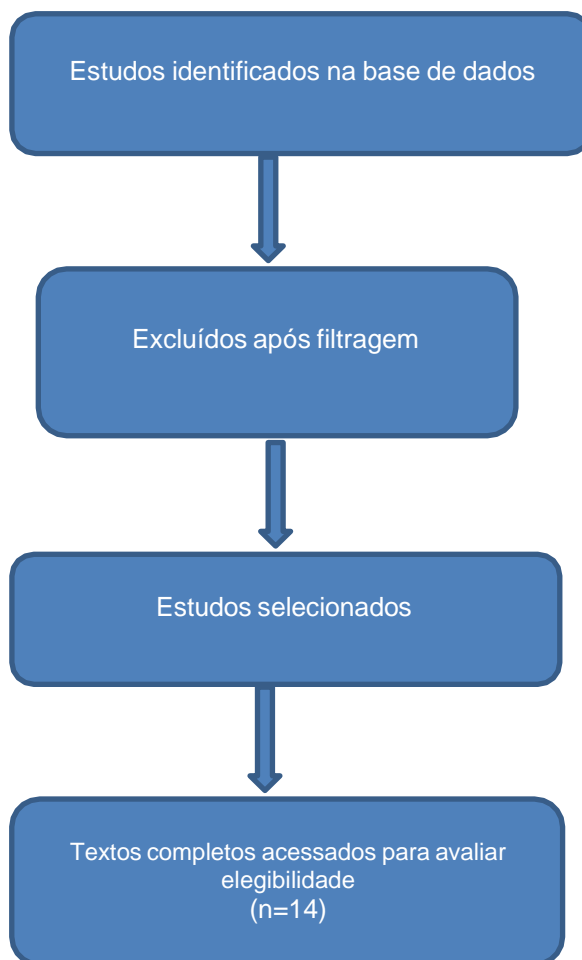 Estudos identificados na base de dados
Excluídos após filtragem
Estudos selecionados
Textos completos acessados para avaliar
elegibilidade
(n=14)